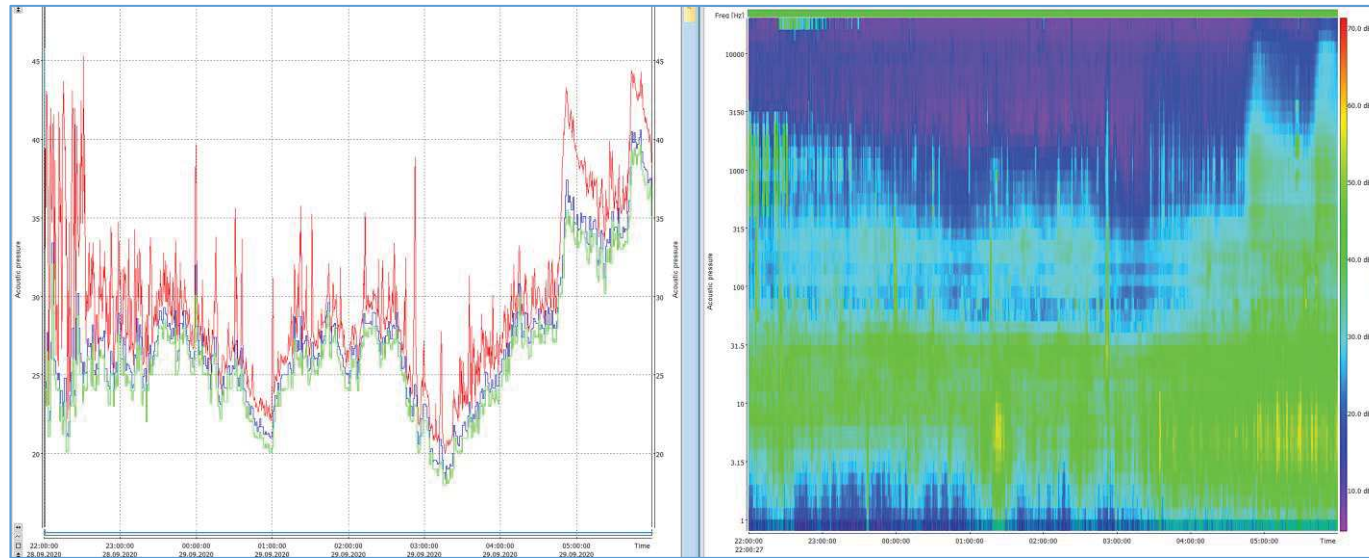 45
40
35
30
25
20
Acoustic pressure
45
40
35
30
25
20
Acoustic pressure
22:00:00 23:00:00 00:00:00 01:00:00 02:00:00 03:00:00 04:00:00 05:00:00 Time
28.09.2020 28.09.2020 29.09.2020 29.09.2020 29.09.2020 29.09.2020 29.09.2020 29.09.2020
Freq [Hz]
10000
3150
1000
315
100
31.5
10
3.15
1
Acoustic pressure
22:00:00 23:00:00 00:00:00 01:00:00 02:00:00 03:00:00 04:00:00 05:00:00 Time
22:00:27
70.0 dB
60.0 dB
50.0 dB
40.0 dB
30.0 dB
20.0 dB
10.0 dB